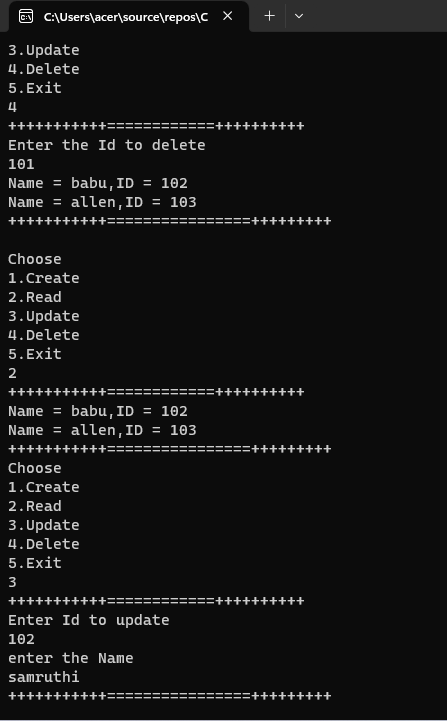 C:\Users\acer\source\repos\C
3.Update
4.Delete
5.Exit
4
+++++++++++============++++++++++
Enter the Id to delete
101
Name = babu,ID = 102
Name = allen,ID = 103
+++++++++++================+++++++++
Choose
1.Create
2.Read
3.Update
4.Delete
5.Exit
2
+++++++++++============++++++++++
Name = babu,ID = 102
Name = allen,ID = 103
+++++++++++================+++++++++
Choose
1.Create
2.Read
3.Update
4.Delete
5.Exit
3
+++++++++++============++++++++++
Enter Id to update
102
enter the Name
samruthi
+++++++++++================+++++++++